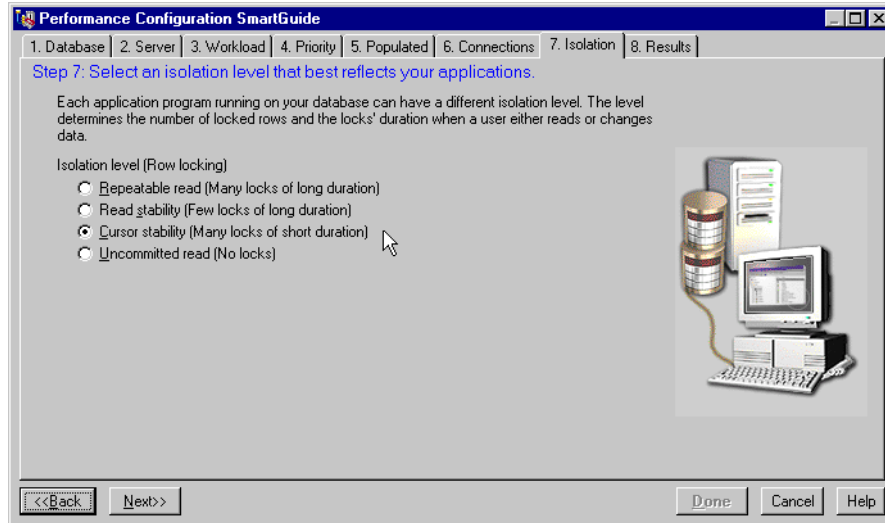 Performance Configuration SmartGuide
1. Database 2. Server 3. Workload 4. Priority 5. Populated 6. Connections 7. Isolation 8. Results
Step 7: Select an isolation level that best reflects your applications.
Each application program running on your database can have a different isolation level. The level
determines the number of locked rows and the locks' duration when a user either reads or changes
data.
Isolation level (Row locking)
Repeatable read (Many locks of long duration)
Read stability (Few locks of long duration)
Cursor stability (Many locks of short duration)
Uncommitted read (No locks)
<<Back Next>> Done Cancel Help